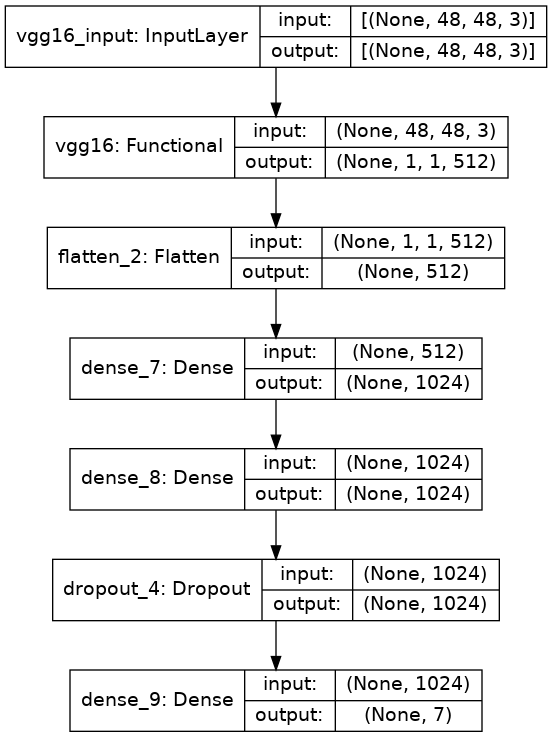 vgg16_input: InputLayer
input: [(None, 48, 48, 3)]
output: [(None, 48, 48, 3)]
vgg16: Functional
input: (None, 48, 48, 3)
output: (None, 1, 1, 512)
flatten_2: Flatten
input: (None, 1, 1, 512)
output: (None, 512)
dense_7: Dense
input: (None, 512)
output: (None, 1024)
dense_8: Dense
input: (None, 1024)
output: (None, 1024)
dropout_4: Dropout
input: (None, 1024)
output: (None, 1024)
dense_9: Dense
input: (None, 1024)
output: (None, 7)